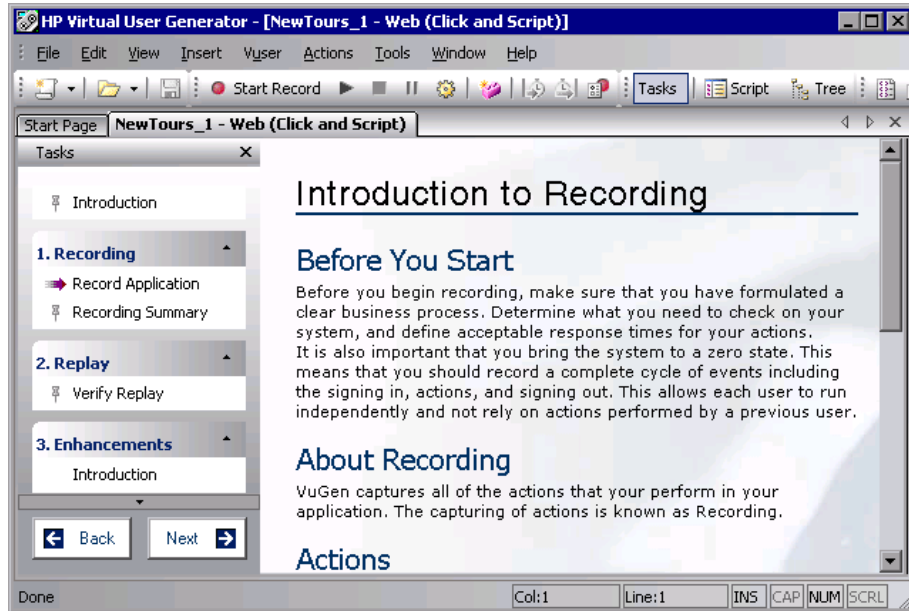 HP Virtual User Generator - [NewTours_1 - Web (Click and Script)]
File Edit View Insert Vuser Actions Tools Window Help
Start Record Tasks Script Tree
Start Page NewTours_1 - Web (Click and Script)
Tasks
Introduction
1. Recording
Record Application
Recording Summary
2. Replay
Verify Replay
3. Enhancements
Introduction
Back Next
Introduction to Recording
Before You Start
Before you begin recording, make sure that you have formulated a
clear business process. Determine what you need to check on your
system, and define acceptable response times for your actions.
It is also important that you bring the system to a zero state. This
means that you should record a complete cycle of events including
the signing in, actions, and signing out. This allows each user to run
independently and not rely on actions performed by a previous user.
About Recording
VuGen captures all of the actions that your perform in your
application. The capturing of actions is known as Recording.
Actions
Done Col:1 Line:1 INS CAP NUM SCRL